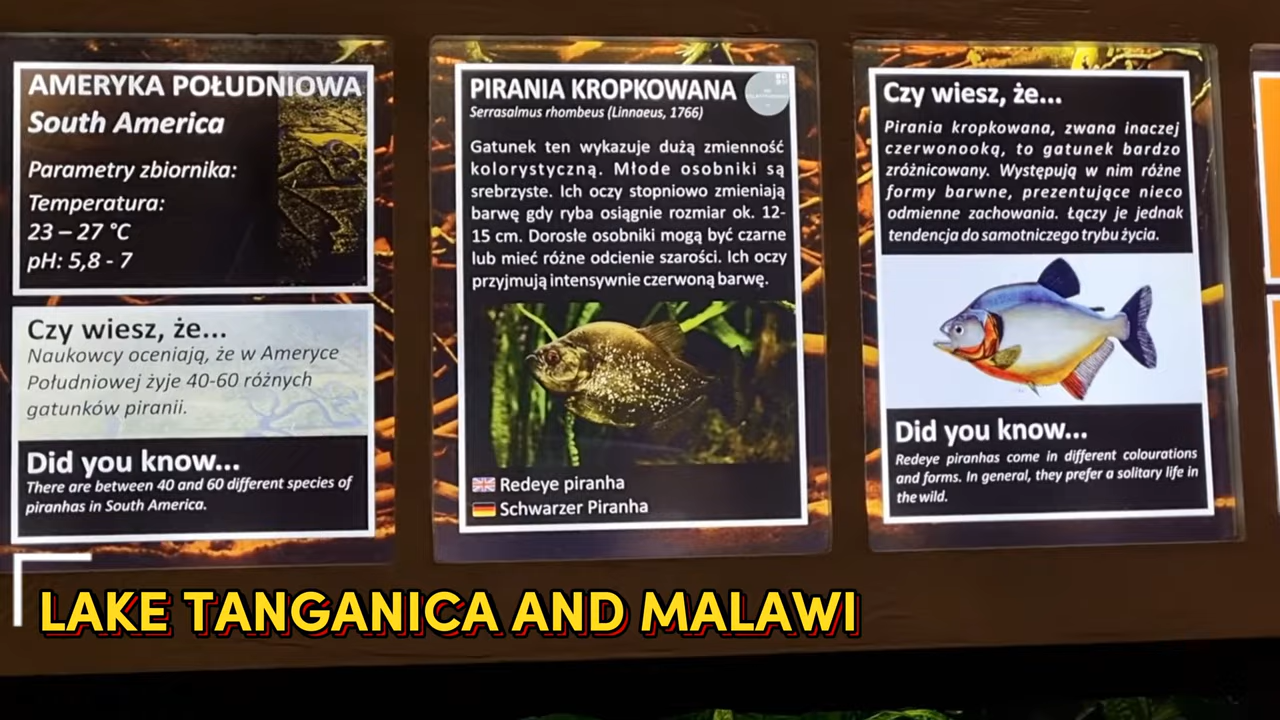 AMERYKA POŁUDNIOWA
South America
Parametry zbiornika:
Temperatura:
23 – 27 °C
pH: 5,8 - 7
Czy wiesz, że...
Naukowcy oceniają, że w Ameryce
Południowej żyje 40-60 różnych
gatunków piranii.
Did you know...
There are between 40 and 60 different species of
piranhas in South America.
PIRANIA KROPKOWANA
Serrasalmus rhombeus (Linnaeus, 1766)
Gatunek ten wykazuje dużą zmienność
kolorystyczną. Młode osobniki są
srebrzyste. Ich oczy stopniowo zmieniają
barwę gdy ryba osiągnie rozmiar ok. 12-
15 cm. Dorosłe osobniki mogą być czarne
lub mieć różne odcienie szarości. Ich oczy
przyjmują intensywnie czerwoną barwę.
Redeye piranha
Schwarzer Piranha
Czy wiesz, że...
Pirania kropkowana, zwana inaczej
czerwonooką, to gatunek bardzo
zróżnicowany. Występują w nim różne
formy barwne, prezentujące nieco
odmienne zachowania. Łączy je jednak
tendencja do samotniczego trybu życia.
Did you know...
Redeye piranhas come in different colourations
and forms. In general, they prefer a solitary life in
the wild.
LAKE TANGANICA AND MALAWI